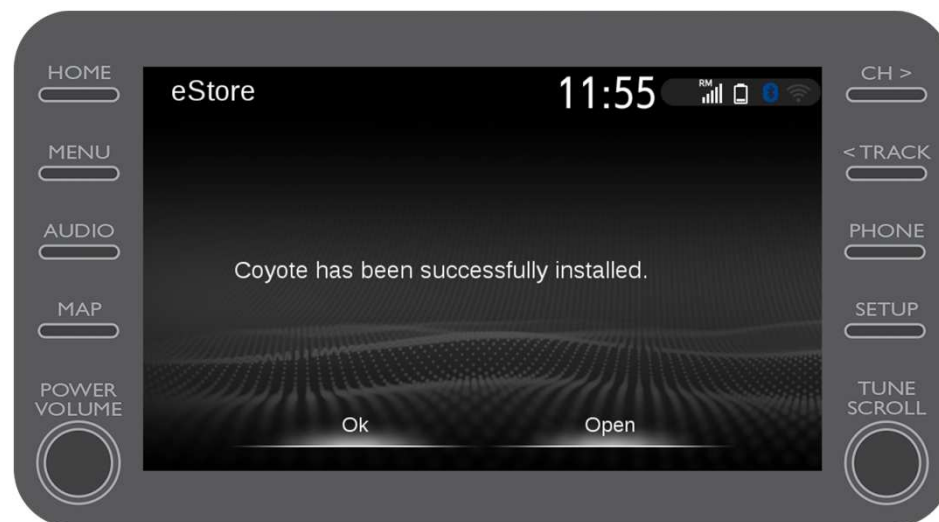 HOME
MENU
AUDIO
MAP
POWER
VOLUME
eStore
11:55
RM
Coyote has been successfully installed.
Ok
Open
CH >
< TRACK
PHONE
SETUP
TUNE
SCROLL